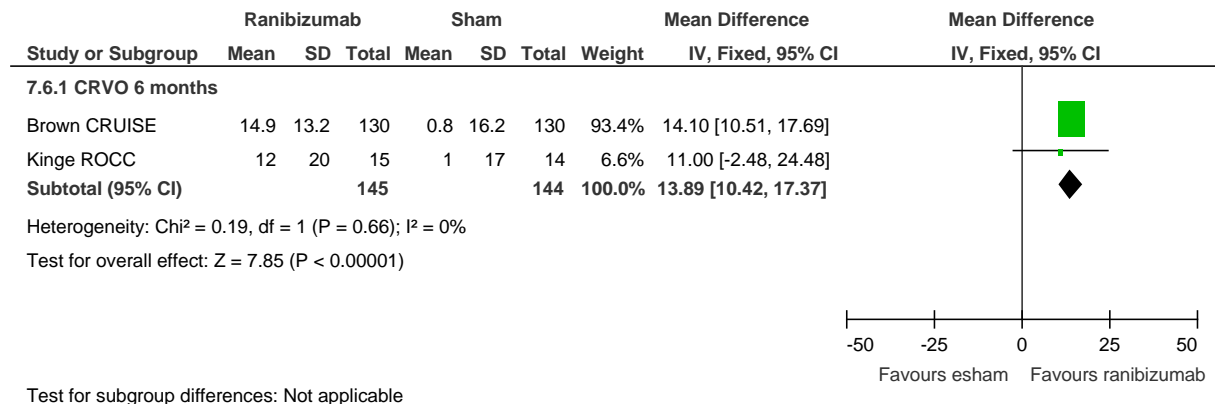 Ranibizumab Sham Mean Difference Mean Difference
Study or Subgroup Mean SD Total Mean SD Total Weight IV, Fixed, 95% CI IV, Fixed, 95% CI
7.6.1 CRVO 6 months
Brown CRUISE 14.9 13.2 130 0.8 16.2 130 93.4% 14.10 [10.51, 17.69]
Kinge ROCC 12 20 15 1 17 14 6.6% 11.00 [-2.48, 24.48]
Subtotal (95% CI) 145 144 100.0% 13.89 [10.42, 17.37]
Heterogeneity: Chi² = 0.19, df = 1 (P = 0.66); I² = 0%
Test for overall effect: Z = 7.85 (P < 0.00001)
-50 -25 0 25 50
Favours esham Favours ranibizumab
Test for subgroup differences: Not applicable